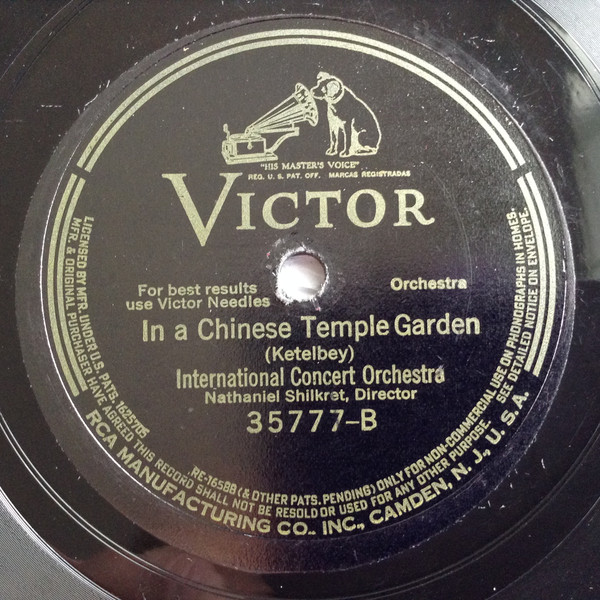 "HIS MASTER'S VOICE"
REG. U. S. PAT. OFF. MARCAS REGISTRADAS
VICTOR
For best results
use Victor Needles
Orchestra
In a Chinese Temple Garden
(Ketelbey)
International Concert Orchestra
Nathaniel Shilkret, Director
35777-B
LICENSED BY MFR. UNDER U.S. PATS. 1625705 RE-16588 (& OTHER PATS. PENDING) ONLY FOR NON-COMMERCIAL USE ON PHONOGRAPHS IN HOMES.
MFR. & ORIGINAL PURCHASER HAVE AGREED THIS RECORD SHALL NOT BE RESOLD OR USED FOR ANY OTHER PURPOSE. SEE DETAILED NOTICE ON ENVELOPE.
RCA MANUFACTURING CO., INC., CAMDEN, N. J., U. S. A.